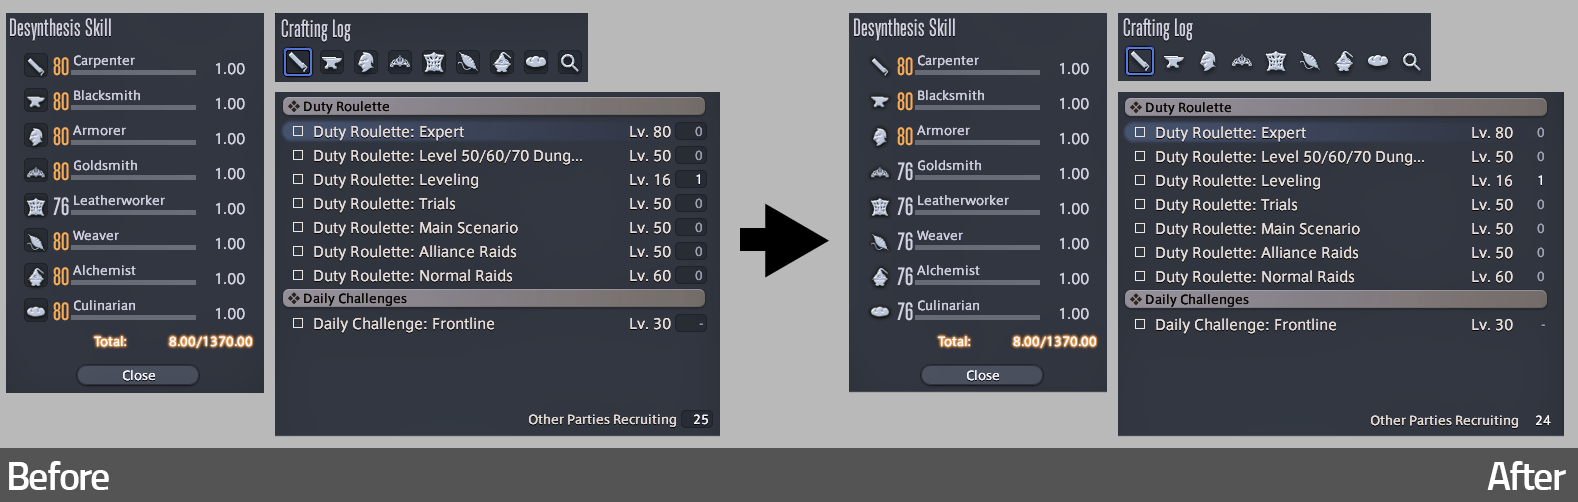 Desynthesis Skill
80 Carpenter 1.00
80 Blacksmith 1.00
80 Armorer 1.00
80 Goldsmith 1.00
76 Leatherworker 1.00
80 Weaver 1.00
80 Alchemist 1.00
80 Culinarian 1.00
Total: 8.00/1370.00
Close
Crafting Log
Duty Roulette
Duty Roulette: Expert Lv. 80 0
Duty Roulette: Level 50/60/70 Dung... Lv. 50 0
Duty Roulette: Leveling Lv. 16 1
Duty Roulette: Trials Lv. 50 0
Duty Roulette: Main Scenario Lv. 50 0
Duty Roulette: Alliance Raids Lv. 50 0
Duty Roulette: Normal Raids Lv. 60 0
Daily Challenges
Daily Challenge: Frontline Lv. 30 -
Other Parties Recruiting 25
Desynthesis Skill
80 Carpenter 1.00
80 Blacksmith 1.00
80 Armorer 1.00
76 Goldsmith 1.00
76 Leatherworker 1.00
76 Weaver 1.00
76 Alchemist 1.00
76 Culinarian 1.00
Total: 8.00/1370.00
Close
Crafting Log
Duty Roulette
Duty Roulette: Expert Lv. 80 0
Duty Roulette: Level 50/60/70 Dung... Lv. 50 0
Duty Roulette: Leveling Lv. 16 1
Duty Roulette: Trials Lv. 50 0
Duty Roulette: Main Scenario Lv. 50 0
Duty Roulette: Alliance Raids Lv. 50 0
Duty Roulette: Normal Raids Lv. 60 0
Daily Challenges
Daily Challenge: Frontline Lv. 30 -
Other Parties Recruiting 24
Before
After